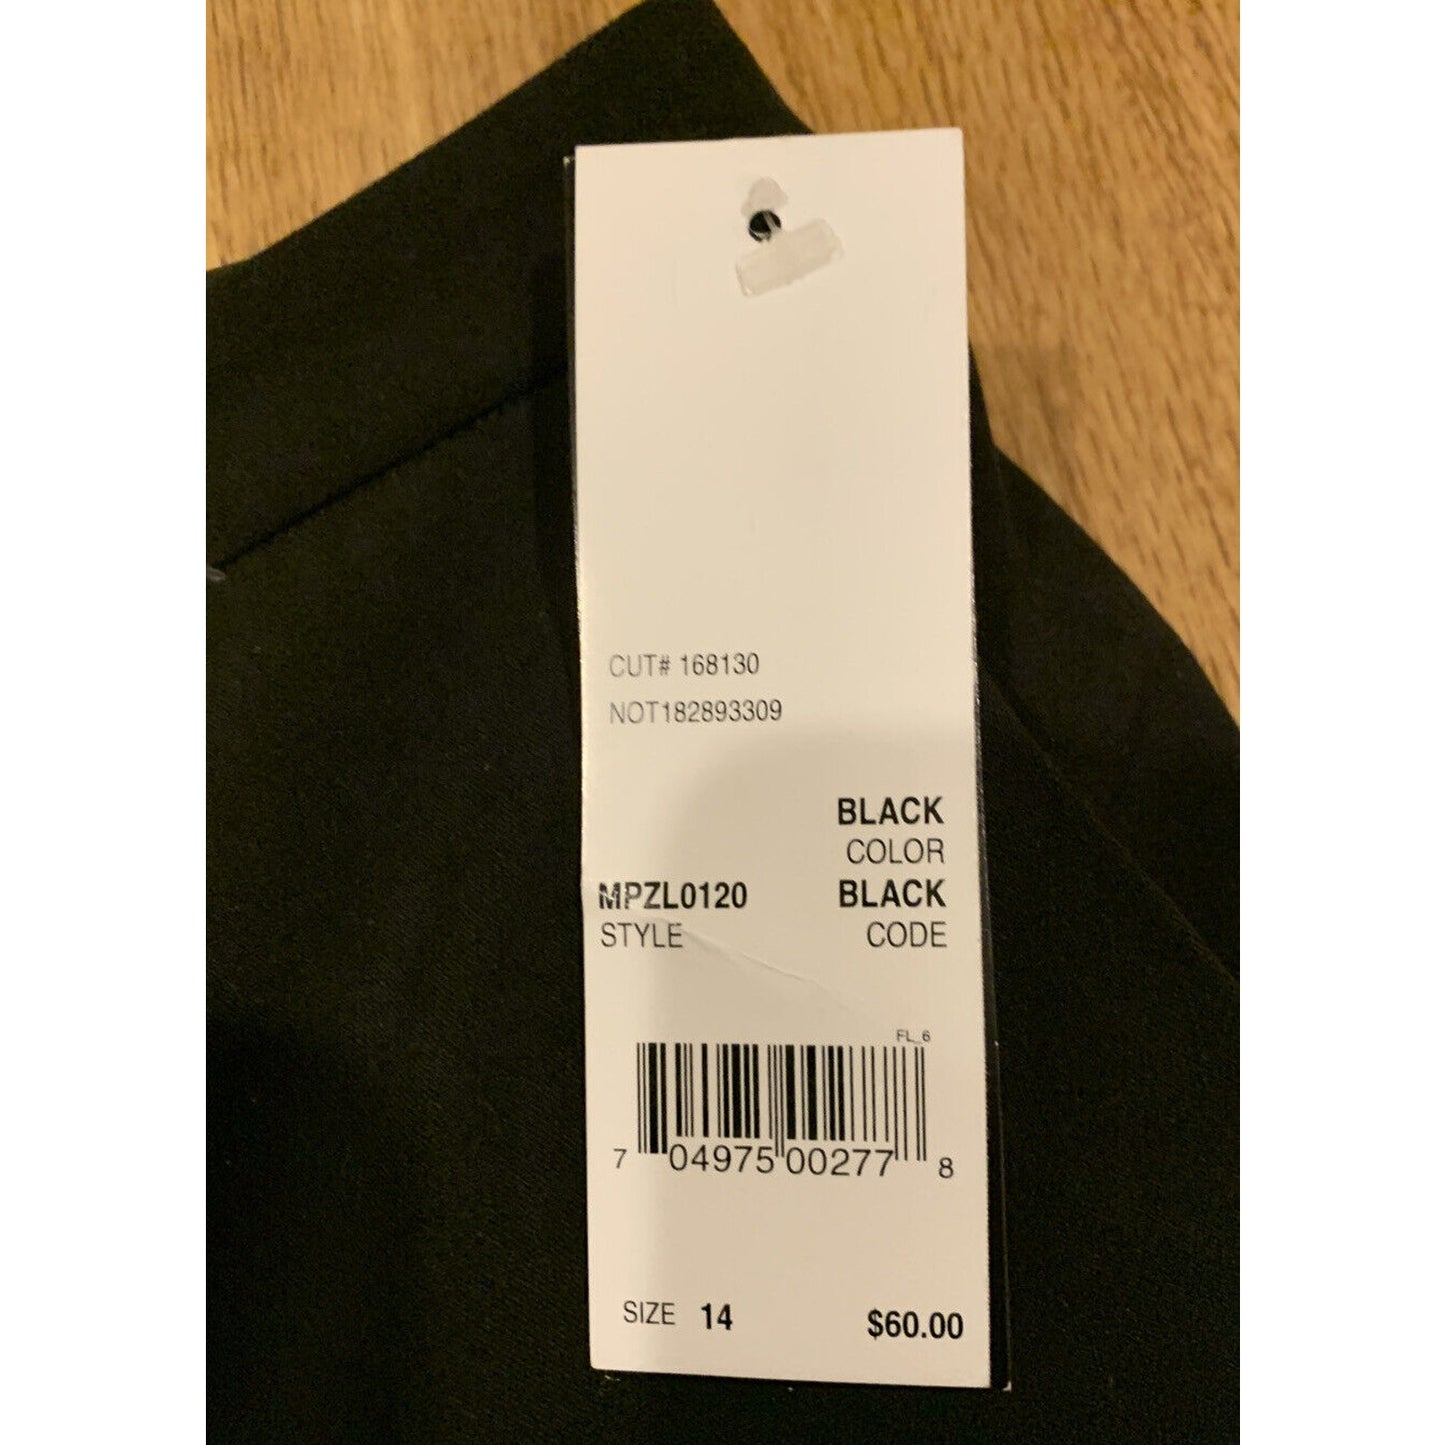 CUT# 168130
NOT182893309
BLACK
COLOR
MPZL0120 BLACK
STYLE CODE
FL_6
7 04975 00277 8
SIZE 14 $60.00